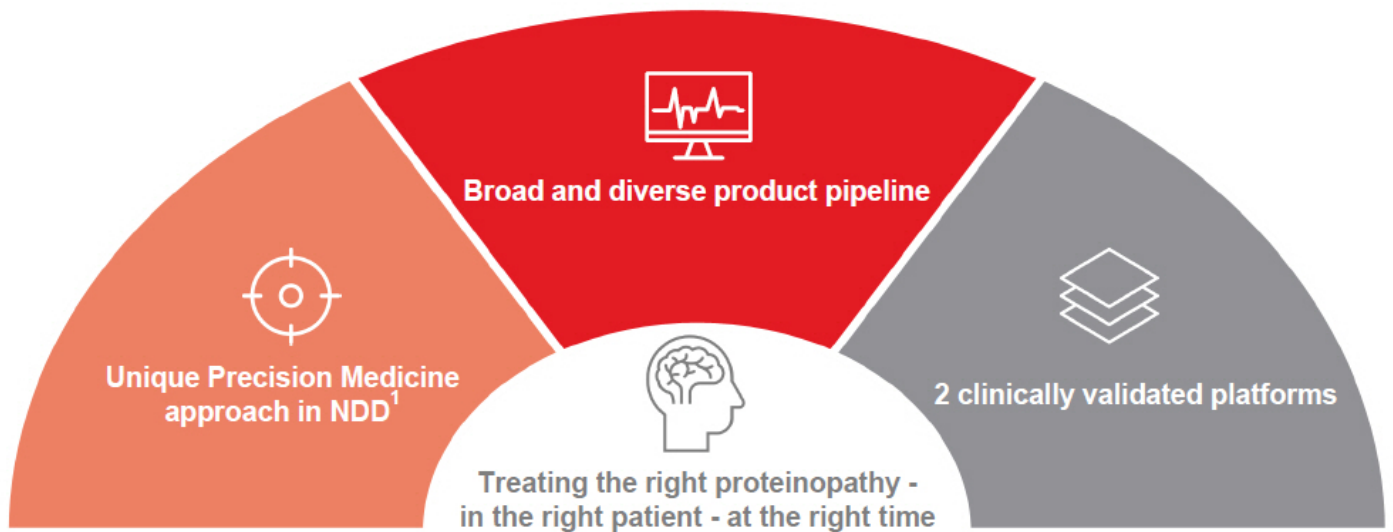 Broad and diverse product pipeline
Unique Precision Medicine
approach in NDD¹
2 clinically validated platforms
Treating the right proteinopathy -
in the right patient - at the right time